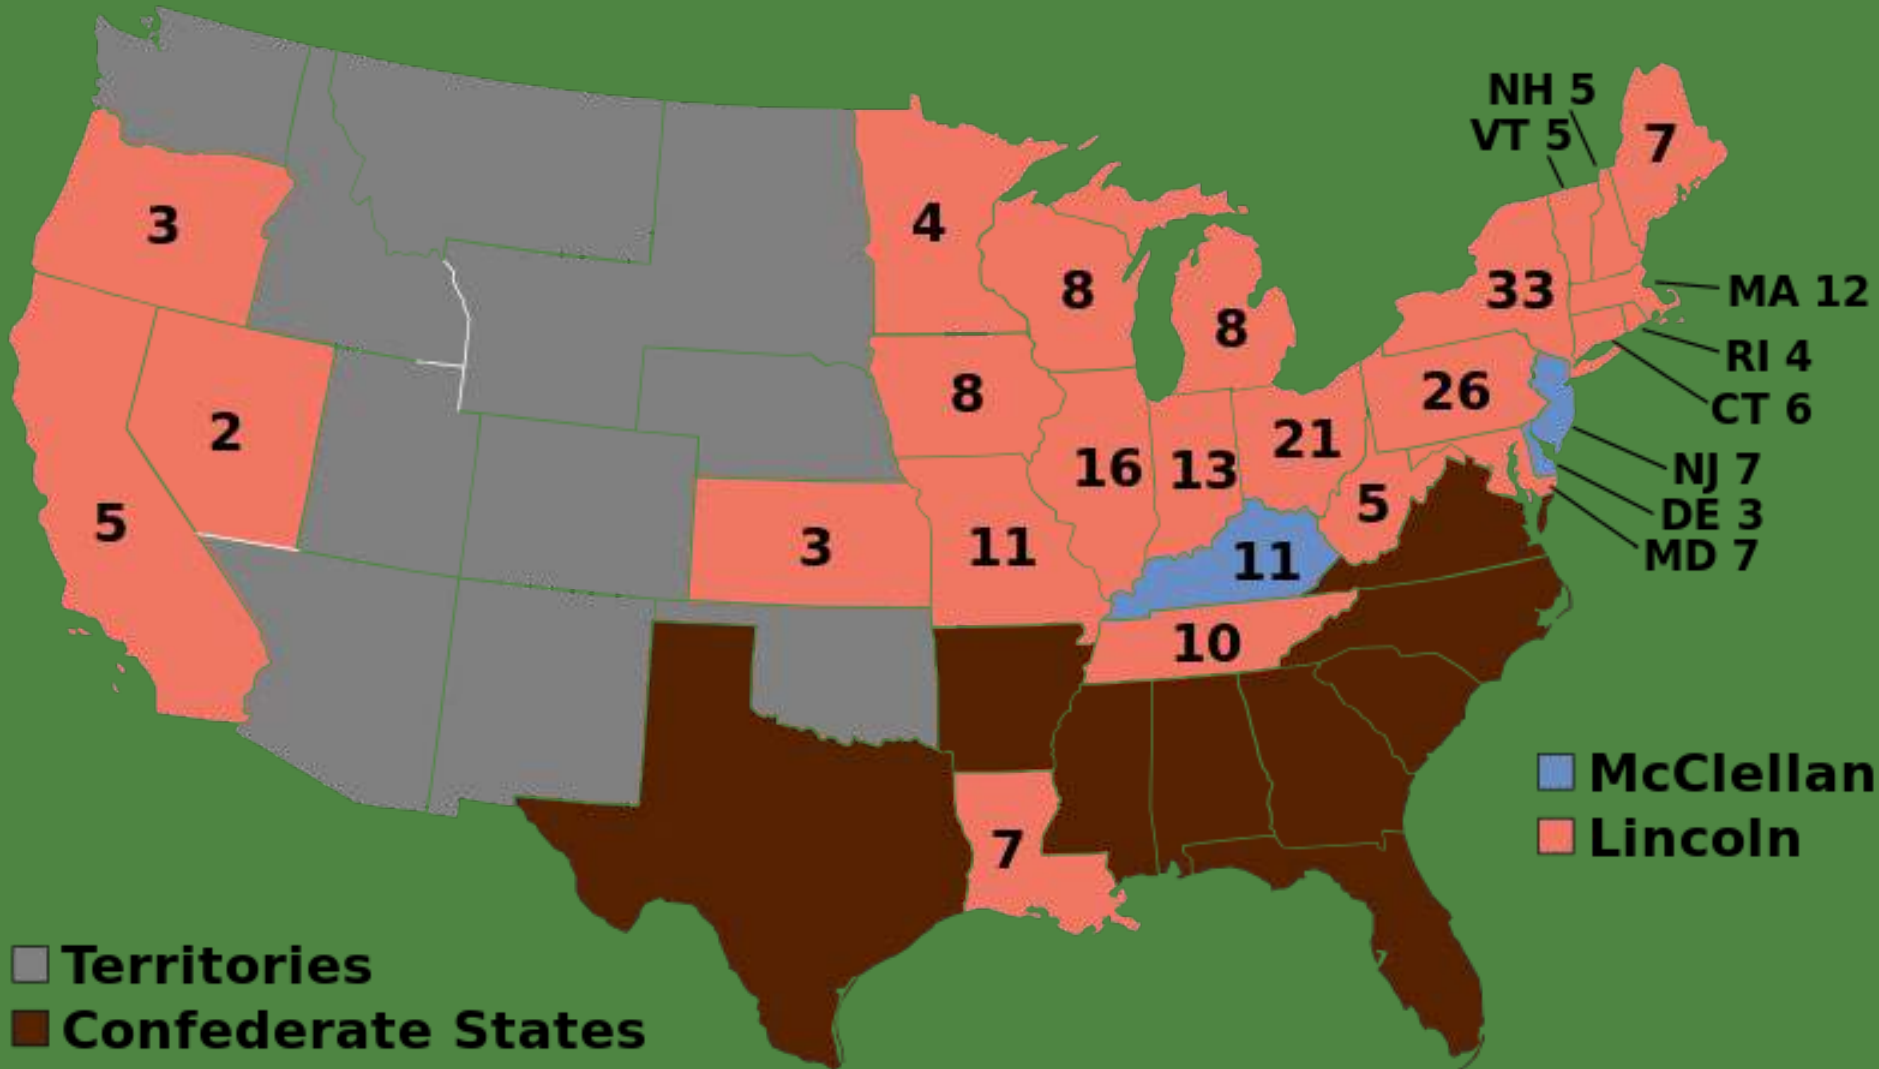 NH 5
VT 5
7
3
4
8
8
33
MA 12
RI 4
CT 6
2
8
16
13
21
26
5
5
3
11
11
NJ 7
DE 3
MD 7
10
7
McClellan
Lincoln
Territories
Confederate States